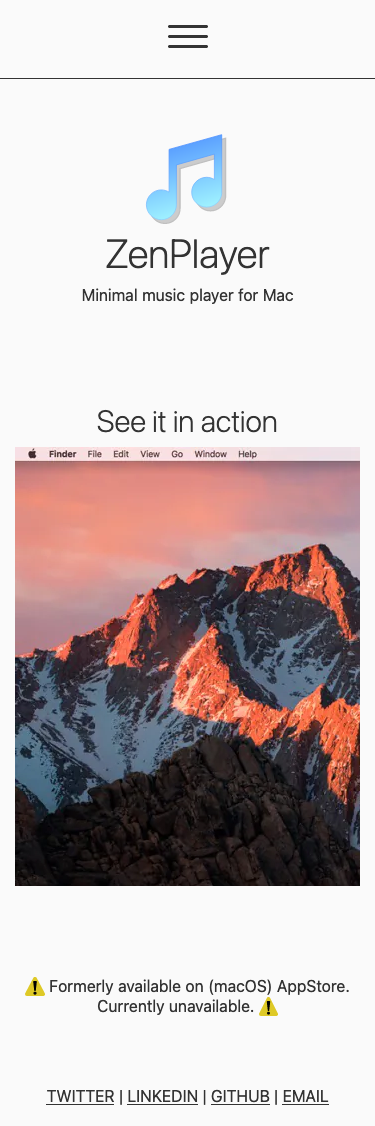 ZenPlayer
Minimal music player for Mac
See it in action
Finder File Edit View Go Window Help
⚠️ Formerly available on (macOS) AppStore.
Currently unavailable. ⚠️
TWITTER | LINKEDIN | GITHUB | EMAIL